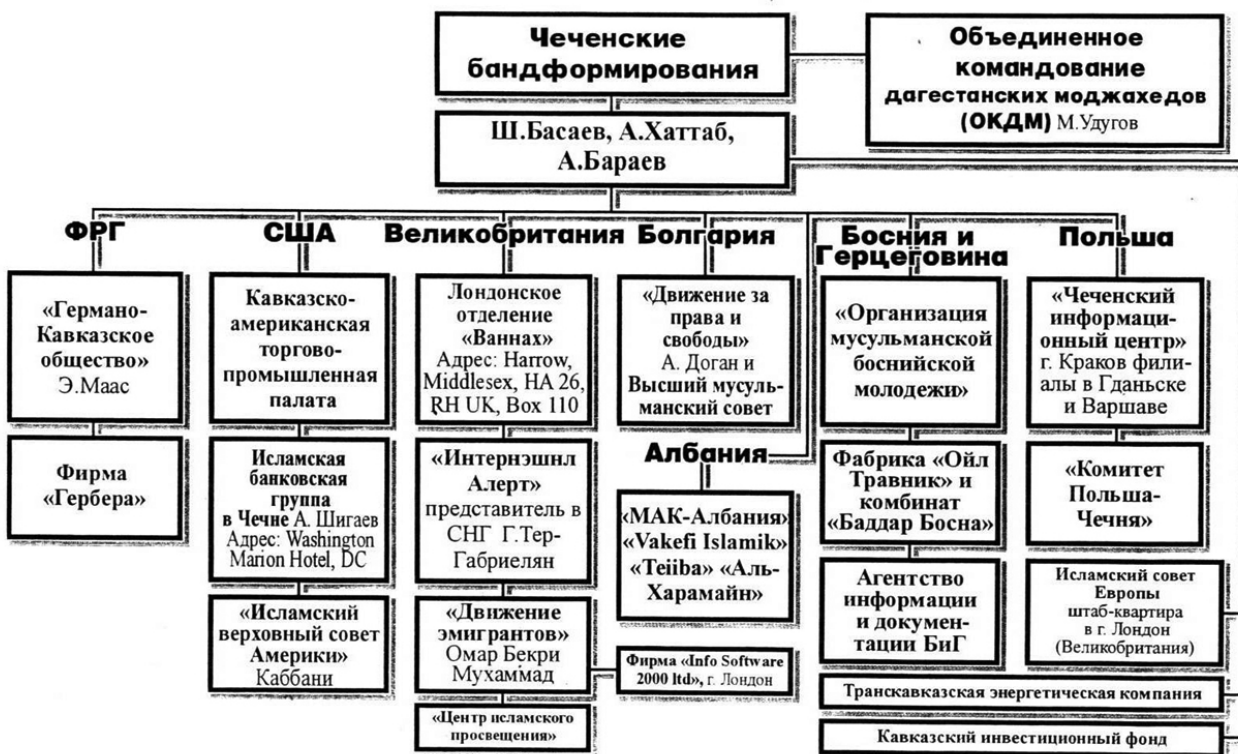 Чеченские
бандформирования
Объединенное
командование
дагестанских моджахедов
(ОКДМ) М.Удугов
Ш.Басаев, А.Хаттаб,
А.Бараев
ФРГ
«Германо-
Кавказское
общество»
Э.Маас
Фирма
«Гербера»
США
Кавказско-
американская
торгово-
промышленная
палата
Исламская
банковская
группа
в Чечне А. Шигаев
Адрес: Washington
Marion Hotel, DC
«Исламский
верховный совет
Америки»
Каббани
Великобритания
Лондонское
отделение
«Ваннах»
Адрес: Harrow,
Middlesex, HA 26,
RH UK, Box 110
«Интернэшнл
Алерт»
представитель в
СНГ Г.Тер-
Габриелян
«Движение
эмигрантов»
Омар Бекри
Мухаммад
Фирма «Info Software
2000 ltd», г. Лондон
«Центр исламского
просвещения»
Болгария
«Движение за
права и
свободы»
А. Доган и
Высший мусуль-
манский совет
Албания
«МАК-Албания»
«Vakefi Islamik»
«Teiiba» «Аль-
Харамайн»
Босния и
Герцеговина
«Организация
мусульманской
боснийской
молодежи»
Фабрика «Ойл
Травник» и
комбинат
«Баддар Босна»
Агентство
информации
и докумен-
тации БиГ
Польша
«Чеченский
информаци-
онный центр»
г. Краков фили-
алы в Гданьске
и Варшаве
«Комитет
Польша-
Чечня»
Исламский совет
Европы
штаб-квартира
в г. Лондон
(Великобритания)
Транскавказская энергетическая компания
Кавказский инвестиционный фонд